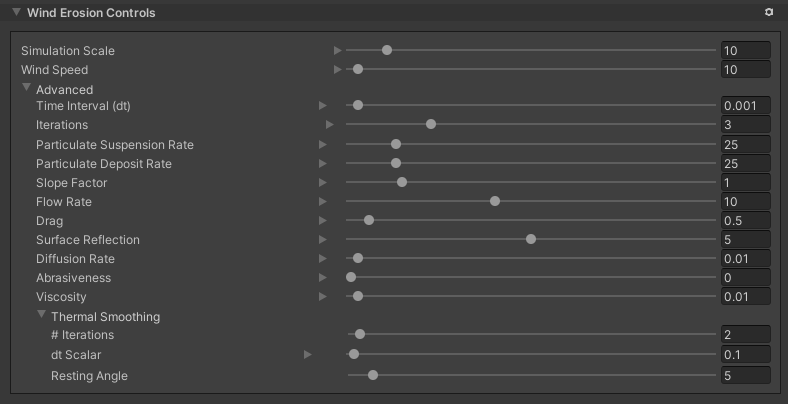 Wind Erosion Controls
Simulation Scale 10
Wind Speed 10
Advanced
Time Interval (dt) 0.001
Iterations 3
Particulate Suspension Rate 25
Particulate Deposit Rate 25
Slope Factor 1
Flow Rate 10
Drag 0.5
Surface Reflection 5
Diffusion Rate 0.01
Abrasiveness 0
Viscosity 0.01
Thermal Smoothing
# Iterations 2
dt Scalar 0.1
Resting Angle 5